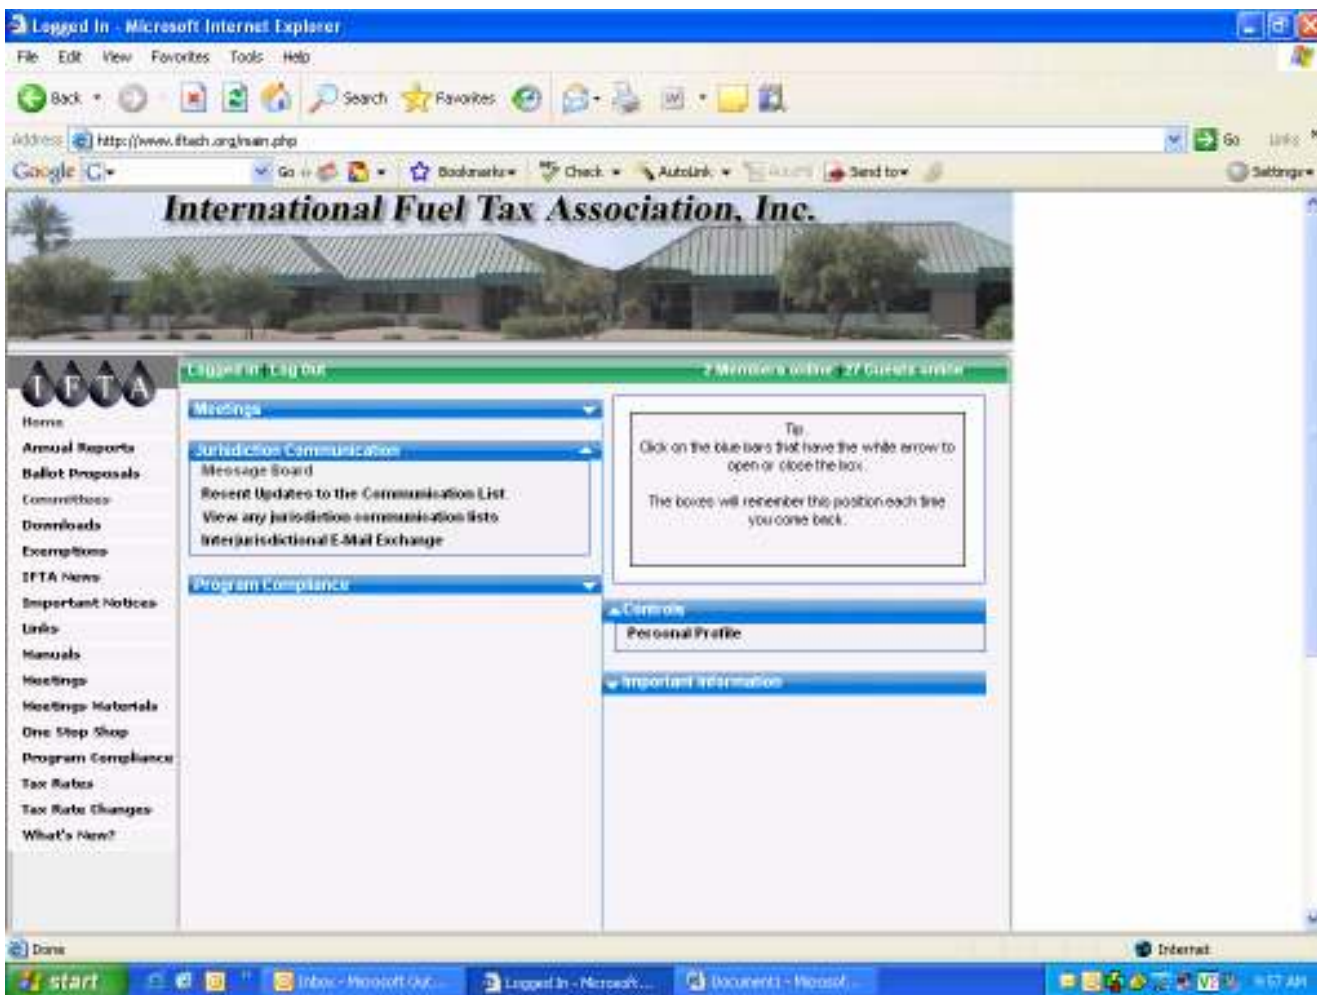 Logged In - Microsoft Internet Explorer
File Edit View Favorites Tools Help
Back Search Favorites
Address http://www.iftach.org/main.php Go Links
Google Go Bookmarks Check AutoLink Send to Settings
International Fuel Tax Association, Inc.
IFTA
Logged in | Log Out 2 Members online | 27 Guests online
Home
Annual Reports
Ballot Proposals
Committees
Downloads
Exemptions
IFTA News
Important Notices
Links
Manuals
Meetings
Meetings Materials
One Stop Shop
Program Compliance
Tax Rates
Tax Rate Changes
What's New?
Meetings
Jurisdiction Communication
Message Board
Recent Updates to the Communication List
View any jurisdiction communication lists
Interjurisdictional E-Mail Exchange
Program Compliance
Tip.
Click on the blue bars that have the white arrow to
open or close the box.
The boxes will remember this position each time
you come back.
Controls
Personal Profile
Important Information
Done Internet
start Inbox - Microsoft Out... Logged In - Microsoft... Document1 - Microsof... 9:57 AM